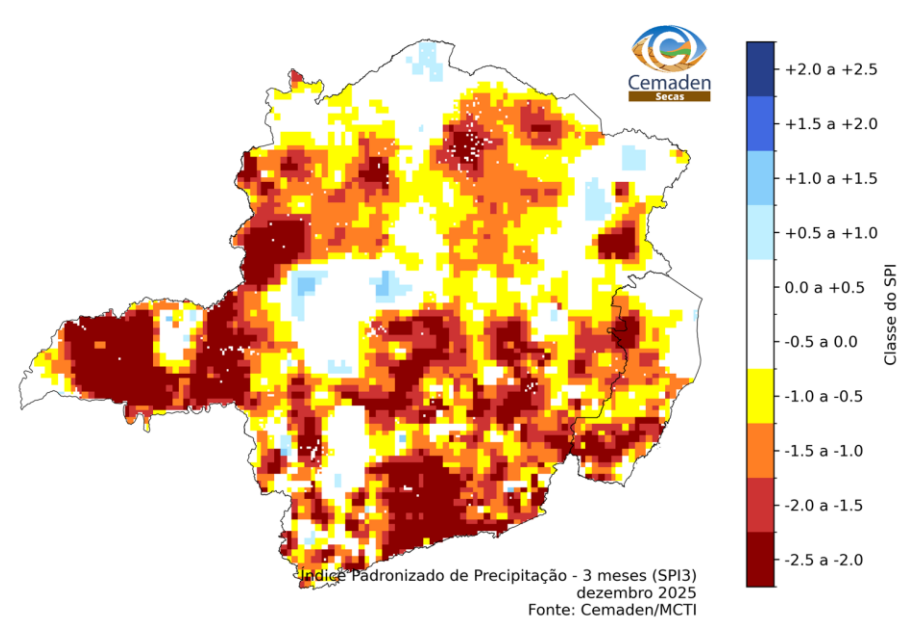 Cemaden
Secas
+2.0 a +2.5
+1.5 a +2.0
+1.0 a +1.5
+0.5 a +1.0
0.0 a +0.5
-0.5 a 0.0
-1.0 a -0.5
-1.5 a -1.0
-2.0 a -1.5
-2.5 a -2.0
Classe do SPI
Indice Padronizado de Precipitação - 3 meses (SPI3)
dezembro 2025
Fonte: Cemaden/MCTI